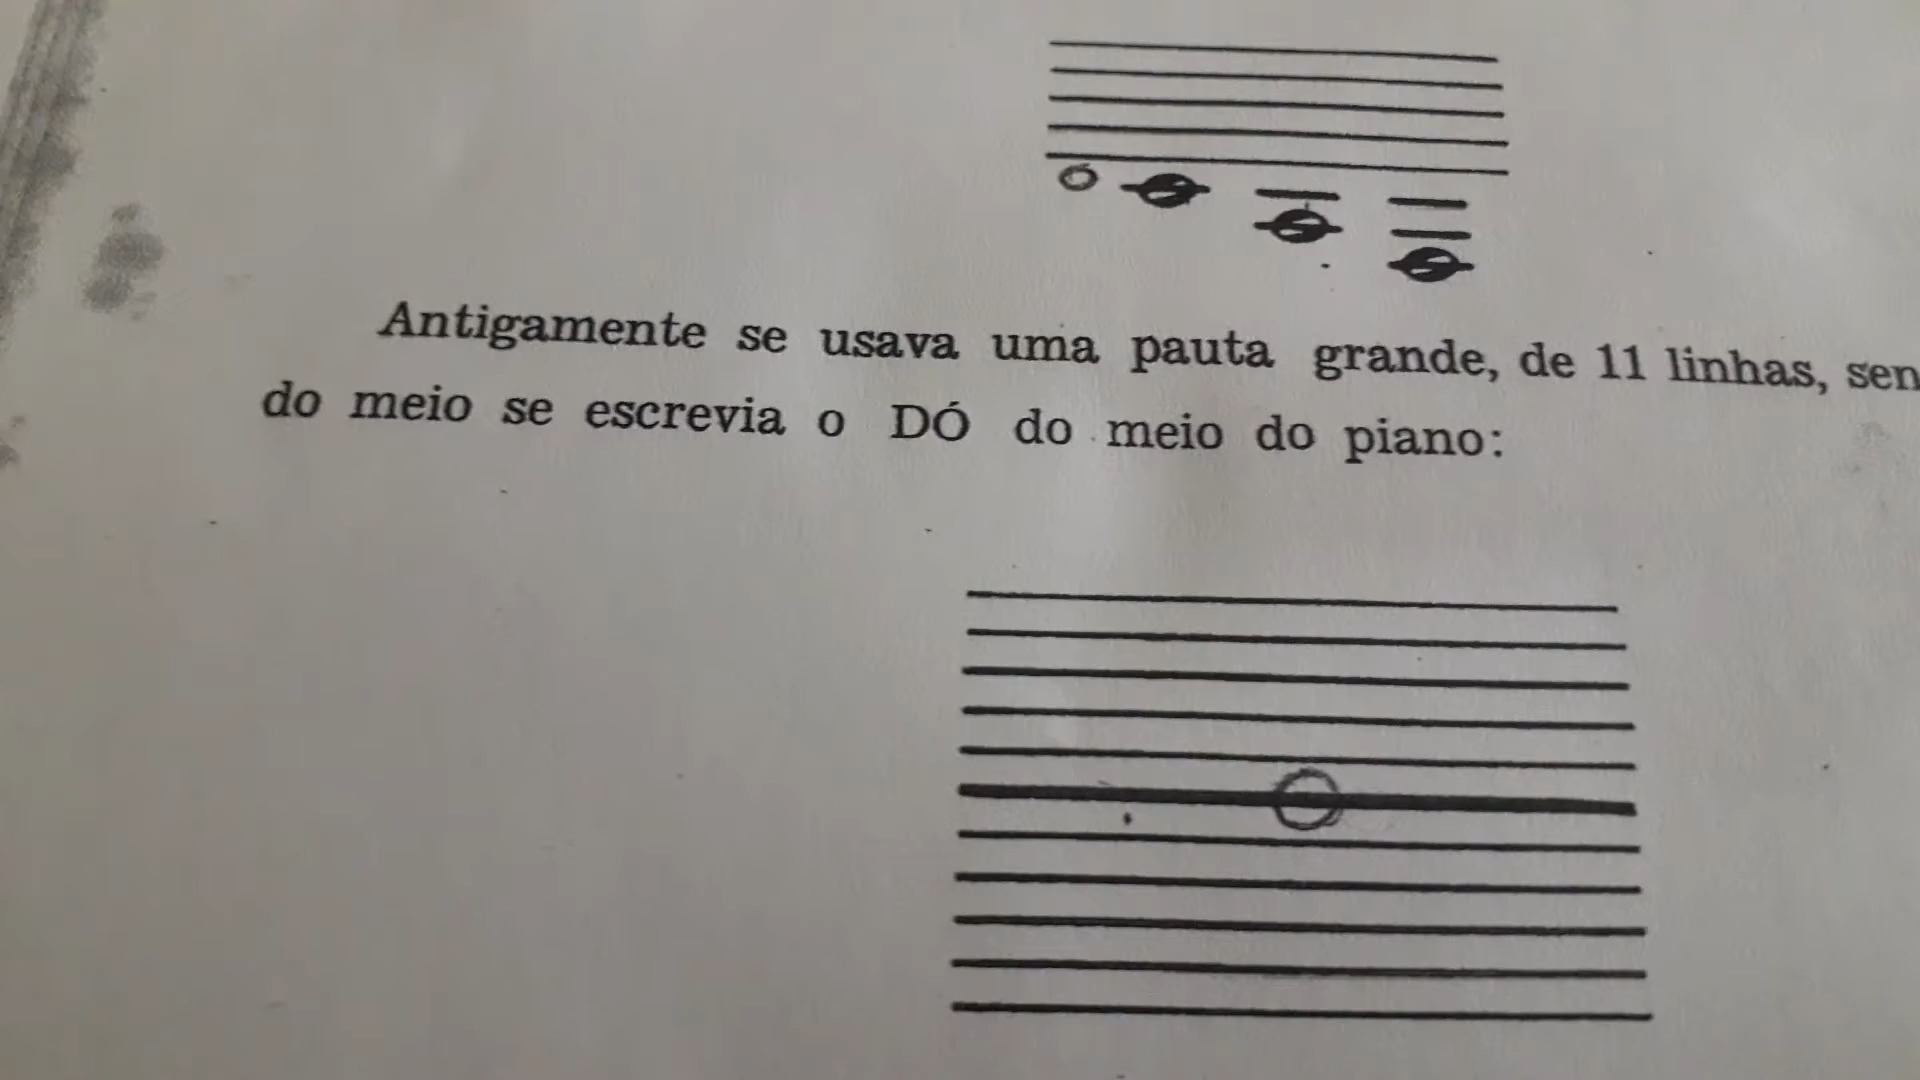 Antigamente se usava uma pauta grande, de 11 linhas, sen
do meio se escrevia o DÓ do meio do piano: